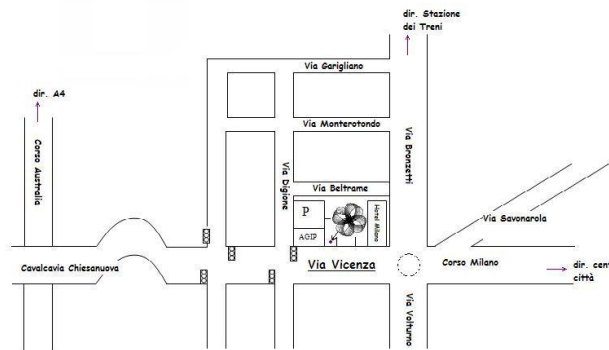 dir. Stazione
dei Treni
Via Garigliano
dir. A4
Via Monterotondo
Corso Australia
Via Bronzetti
Via Digione
Via Beltrame
P
Hotel Milano
Via Savonarola
AGIP
Cavalcavia Chiesanuova
Via Vicenza
Corso Milano
dir. cen
città
Via Volturno